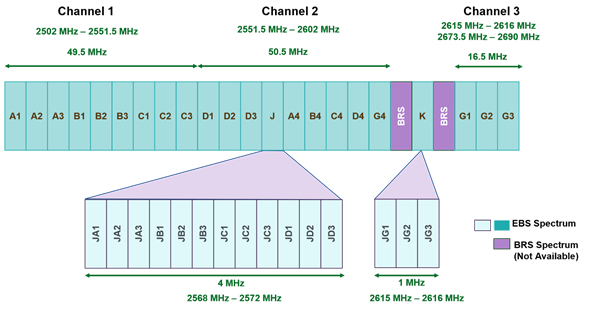 Channel 1 Channel 2 Channel 3
2502 MHz – 2551.5 MHz 2551.5 MHz – 2602 MHz 2615 MHz – 2616 MHz
2673.5 MHz – 2690 MHz
49.5 MHz 50.5 MHz 16.5 MHz
A1 A2 A3 B1 B2 B3 C1 C2 C3 D1 D2 D3 J A4 B4 C4 D4 G4 BRS K BRS G1 G2 G3
JA1 JA2 JA3 JB1 JB2 JB3 JC1 JC2 JC3 JD1 JD2 JD3 JG1 JG2 JG3
EBS Spectrum
BRS Spectrum
(Not Available)
4 MHz 1 MHz
2568 MHz – 2572 MHz 2615 MHz – 2616 MHz